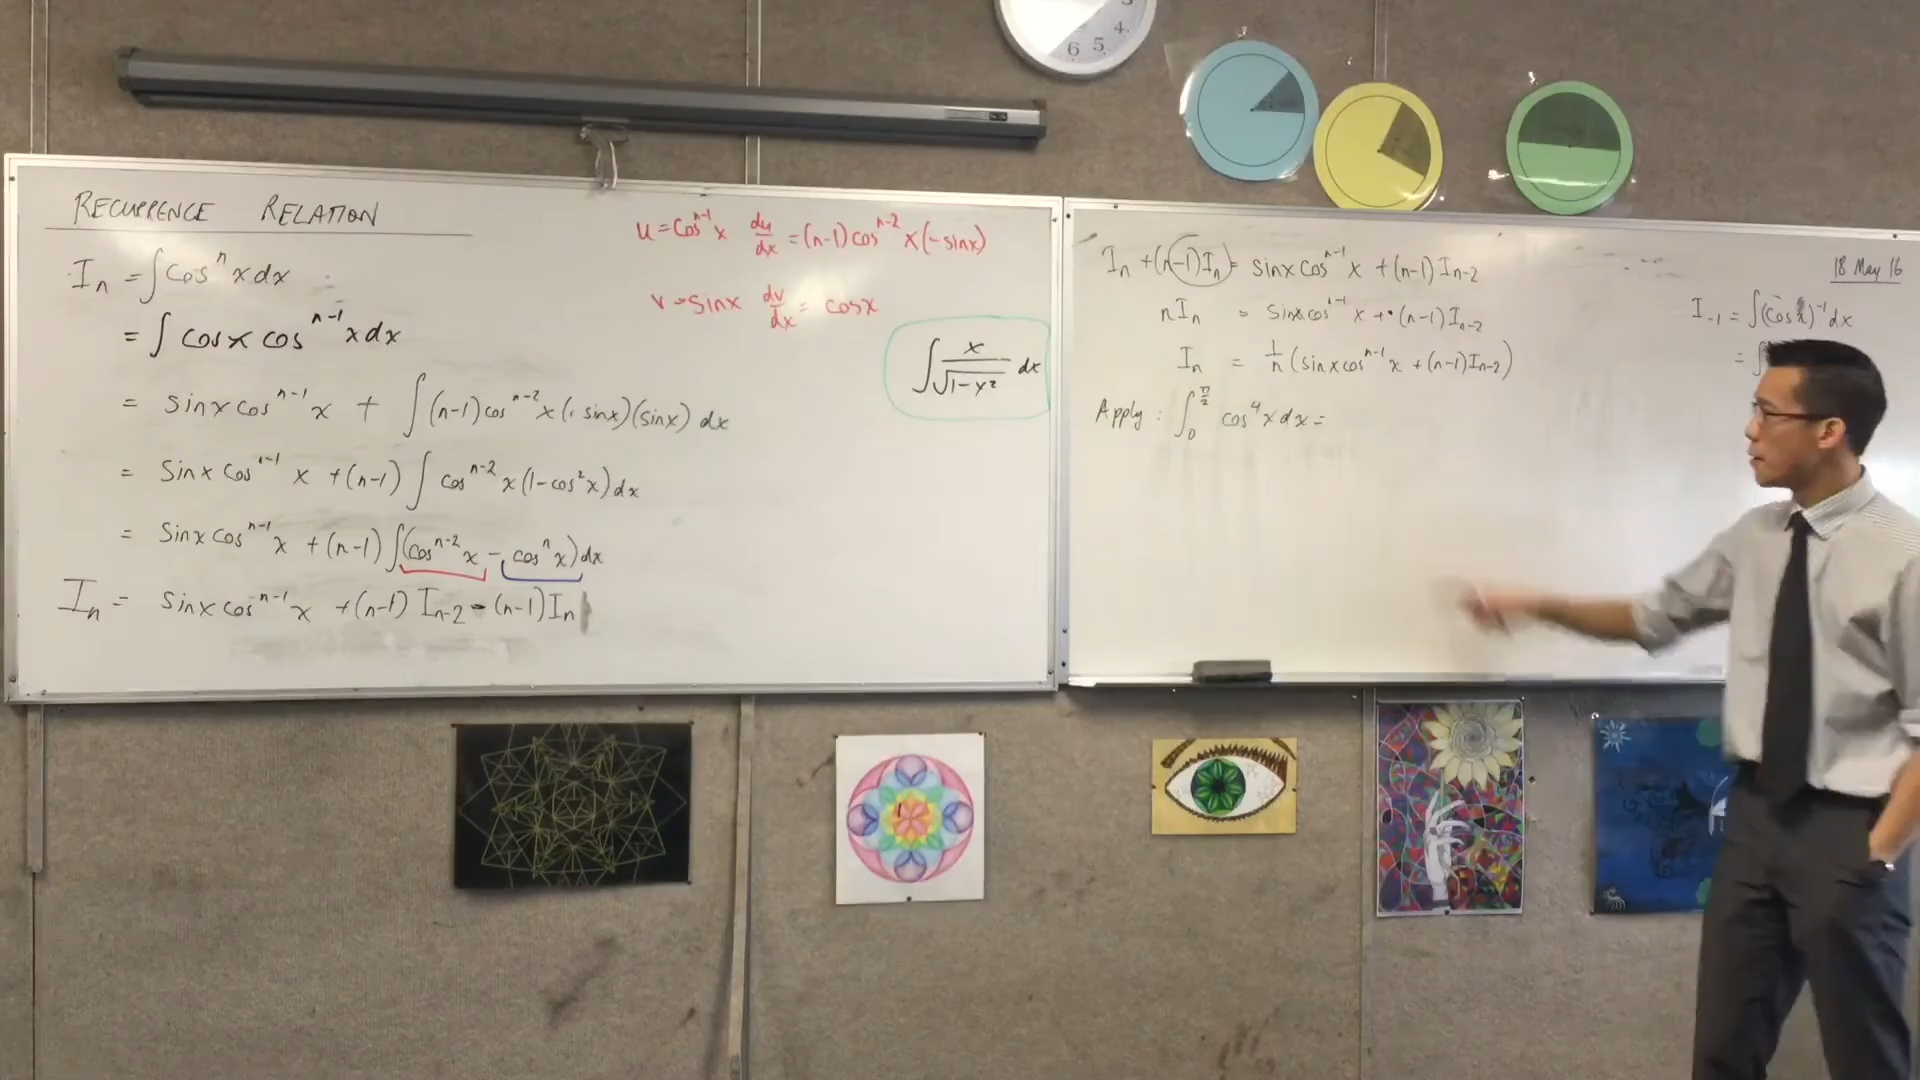 RECURRENCE RELATION
Iₙ = ∫ cosⁿ x dx
= ∫ cos x cosⁿ⁻¹ x dx
= sin x cosⁿ⁻¹ x + ∫ (n-1) cosⁿ⁻² x (sin x)(sin x) dx
= sin x cosⁿ⁻¹ x + (n-1) ∫ cosⁿ⁻² x (1-cos² x) dx
= sin x cosⁿ⁻¹ x + (n-1) ∫ (cosⁿ⁻² x - cosⁿ x) dx
Iₙ = sin x cosⁿ⁻¹ x + (n-1) Iₙ₋₂ - (n-1) Iₙ
u = cosⁿ⁻¹ x du/dx = (n-1) cosⁿ⁻² x (-sin x)
v = sin x dv/dx = cos x
∫ x/√(1-x²) dx
Iₙ + (n-1) Iₙ = sin x cosⁿ⁻¹ x + (n-1) Iₙ₋₂
n Iₙ = sin x cosⁿ⁻¹ x + (n-1) Iₙ₋₂
Iₙ = 1/n (sin x cosⁿ⁻¹ x + (n-1) Iₙ₋₂)
Apply : ∫₀^(π/2) cos⁴ x dx =
18 May 16
I₋₁ = ∫ (cos x)⁻¹ dx
= ∫
6 5 4 3